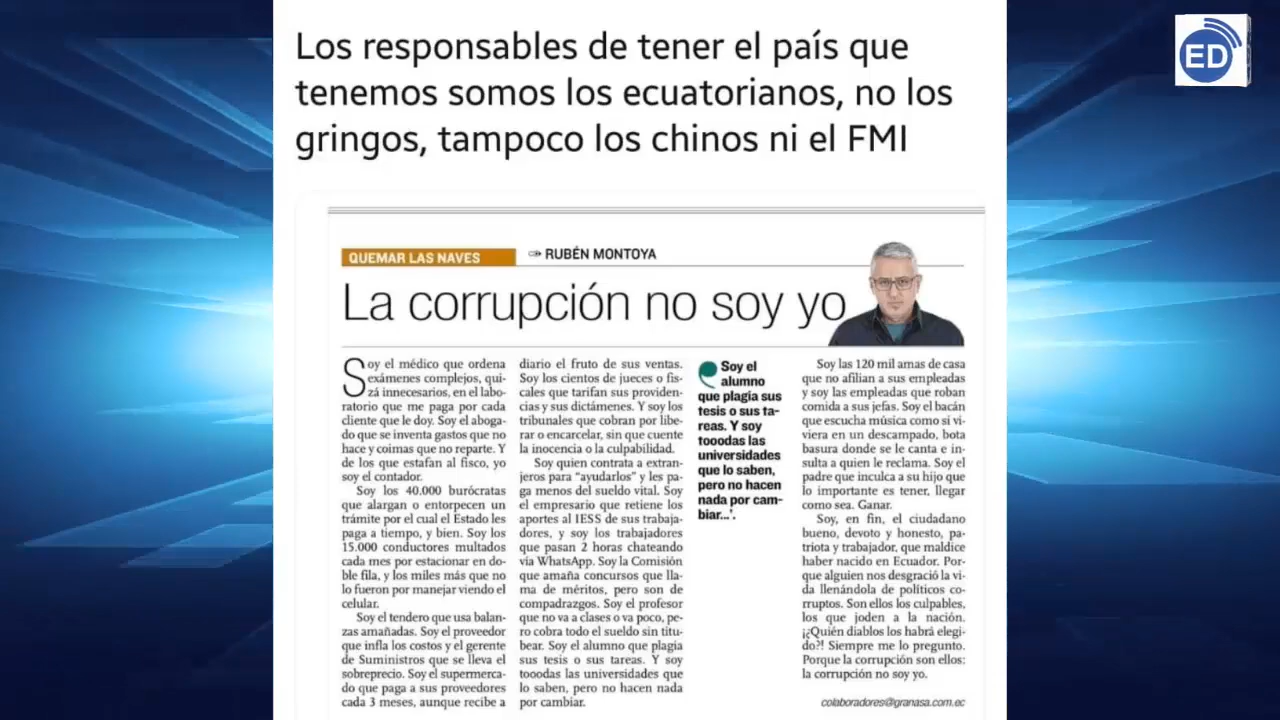 ED
Los responsables de tener el país que
tenemos somos los ecuatorianos, no los
gringos, tampoco los chinos ni el FMI
QUEMAR LAS NAVES
RUBÉN MONTOYA
La corrupción no soy yo
Soy el médico que ordena
exámenes complejos, qui-
zá innecesarios, en el labo-
ratorio que me paga por cada
cliente que le doy. Soy el aboga-
do que se inventa gastos que no
hace y coimas que no reparte. Y
de los que estafan al fisco, yo
soy el contador.
Soy los 40.000 burócratas
que alargan o entorpecen un
trámite por el cual el Estado les
paga a tiempo, y bien. Soy los
15.000 conductores multados
cada mes por estacionar en do-
ble fila, y los miles más que no
lo fueron por manejar viendo el
celular.
Soy el tendero que usa balan-
zas amañadas. Soy el proveedor
que infla los costos y el gerente
de Suministros que se lleva el
sobreprecio. Soy el supermerca-
do que paga a sus proveedores
cada 3 meses, aunque recibe a
diario el fruto de sus ventas.
Soy los cientos de jueces o fis-
cales que tarifan sus providen-
cias y sus dictámenes. Y soy los
tribunales que cobran por libe-
rar o encarcelar, sin que cuente
la inocencia o la culpabilidad.
Soy quien contrata a extran-
jeros para “ayudarlos” y les pa-
ga menos del sueldo vital. Soy
el empresario que retiene los
aportes al IESS de sus trabaja-
dores, y soy los trabajadores
que pasan 2 horas chateando
vía WhatsApp. Soy la Comisión
que amaña concursos que lla-
ma de méritos, pero son de
compadrazgos. Soy el profesor
que no va a clases o va poco, pe-
ro cobra todo el sueldo sin titu-
bear. Soy el alumno que plagia
sus tesis o sus tareas. Y soy
tooodas las universidades que
lo saben, pero no hacen nada
por cambiar.
Soy el
alumno
que plagia sus
tesis o sus ta-
reas. Y soy
tooodas las
universidades
que lo saben,
pero no hacen
nada por cam-
biar...’.
Soy las 120 mil amas de casa
que no afilian a sus empleadas
y soy las empleadas que roban
comida a sus jefas. Soy el bacán
que escucha música como si vi-
viera en un descampado, bota
basura donde se le canta e in-
sulta a quien le reclama. Soy el
padre que inculca a su hijo que
lo importante es tener, llegar
como sea. Ganar.
Soy, en fin, el ciudadano
bueno, devoto y honesto, pa-
triota y trabajador, que maldice
haber nacido en Ecuador. Por-
que alguien nos desgració la vi-
da llenándola de políticos co-
rruptos. Son ellos los culpables,
los que joden a la nación.
¡¿Quién diablos los habrá elegi-
do?! Siempre me lo pregunto.
Porque la corrupción son ellos:
la corrupción no soy yo.
colaboradores@granasa.com.ec